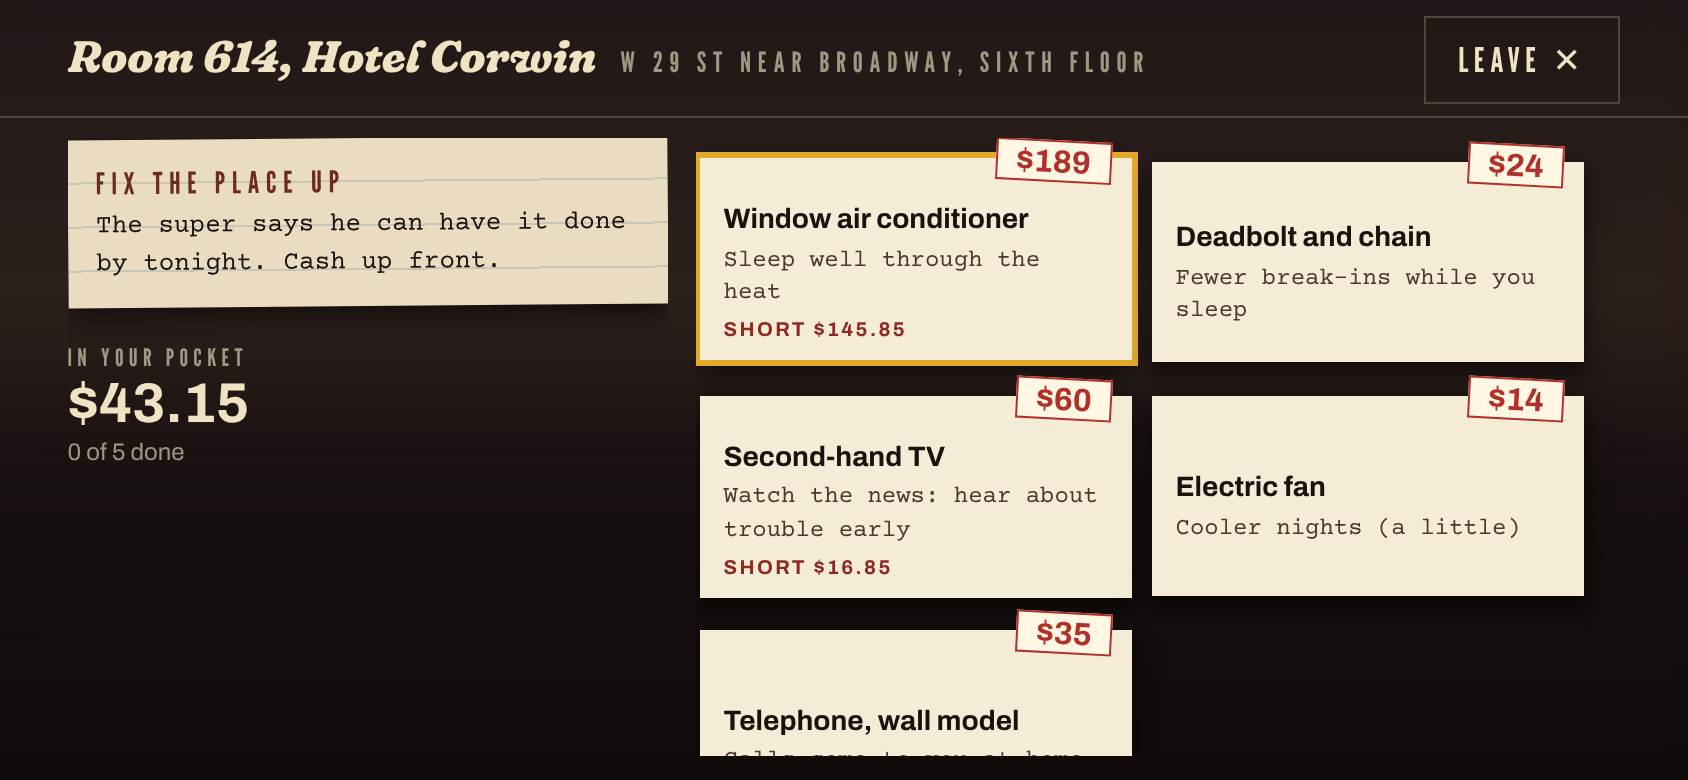 Room 614, Hotel Corwin W 29 ST NEAR BROADWAY, SIXTH FLOOR
LEAVE ✕
FIX THE PLACE UP
The super says he can have it done
by tonight. Cash up front.
IN YOUR POCKET
$43.15
0 of 5 done
$189
Window air conditioner
Sleep well through the
heat
SHORT $145.85
$24
Deadbolt and chain
Fewer break-ins while you
sleep
$60
Second-hand TV
Watch the news: hear about
trouble early
SHORT $16.85
$14
Electric fan
Cooler nights (a little)
$35
Telephone, wall model